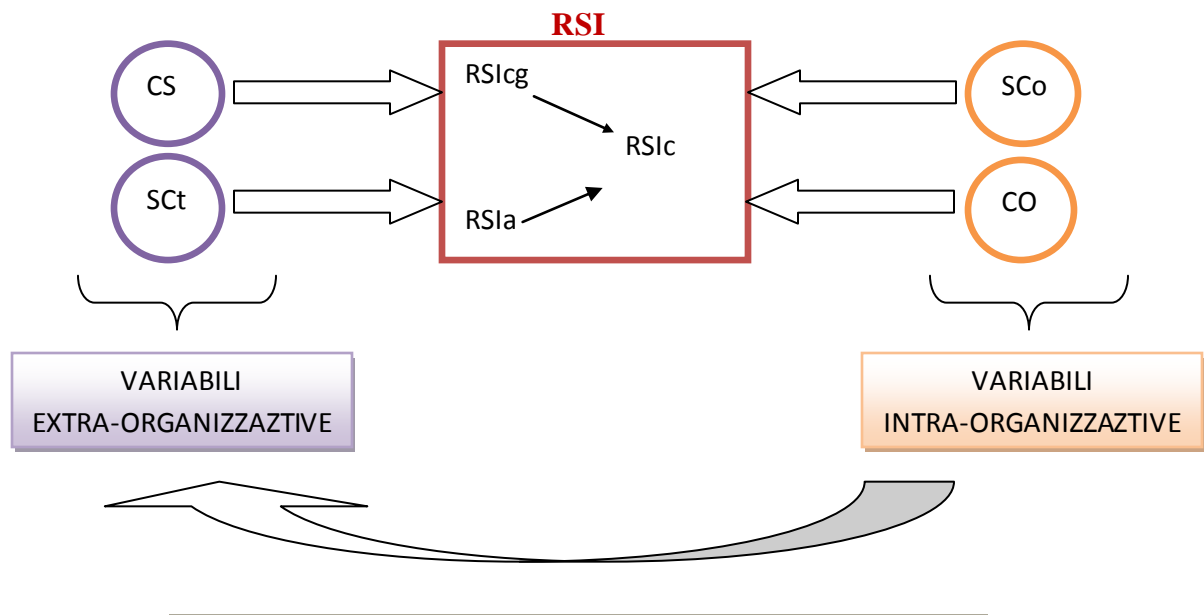 RSI
CS
RSIcg
SCo
RSIc
SCt
RSIa
CO
VARIABILI
EXTRA-ORGANIZZAZTIVE
VARIABILI
INTRA-ORGANIZZAZTIVE